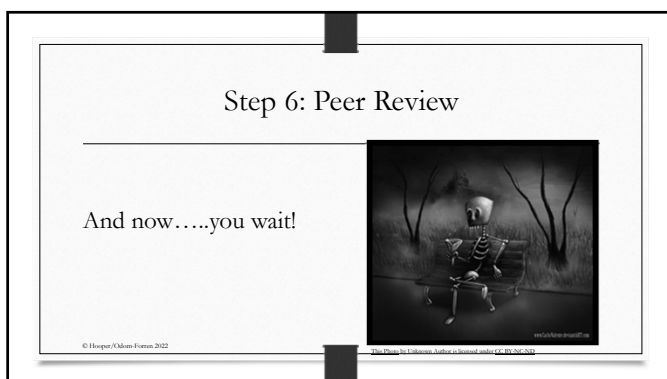 Step 6: Peer Review
And now…..you wait!
© Hooper/Odom-Forren 2022
This Photo by Unknown Author is licensed under CC BY-NC-ND